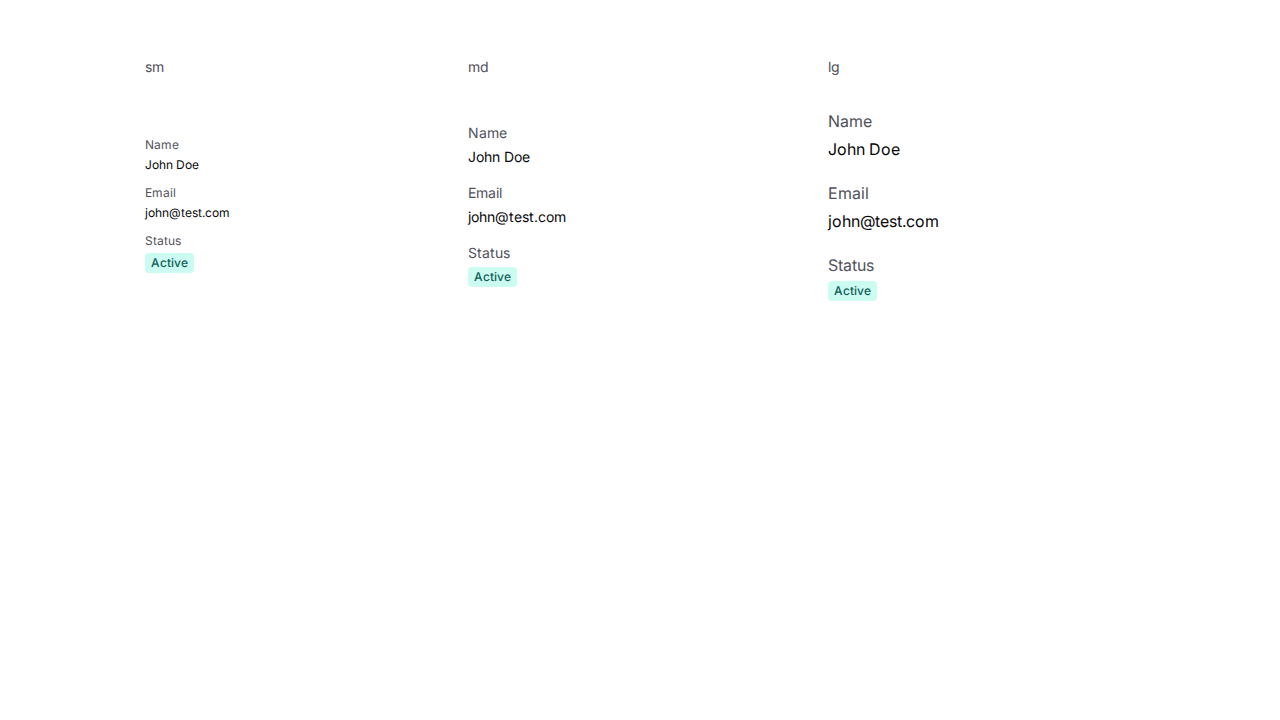 sm
Name
John Doe
Email
john@test.com
Status
Active
md
Name
John Doe
Email
john@test.com
Status
Active
lg
Name
John Doe
Email
john@test.com
Status
Active